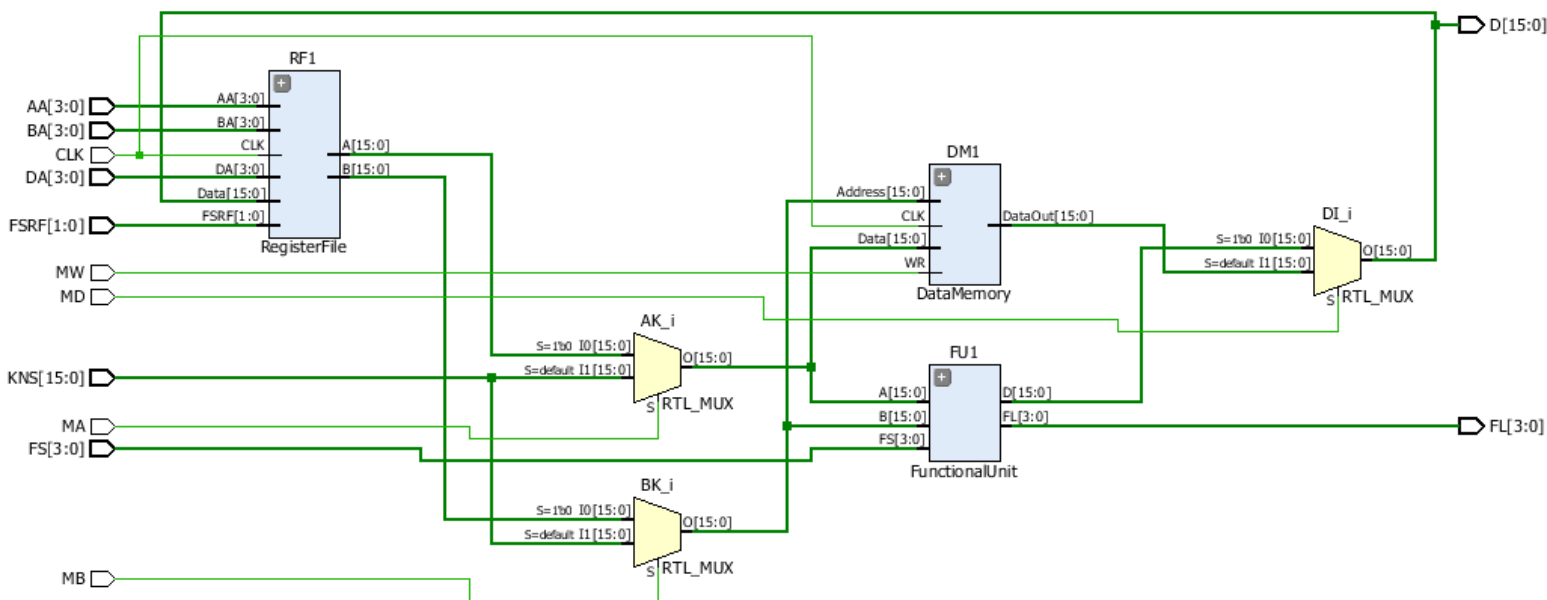 D[15:0]
RF1
AA[3:0] AA[3:0]
BA[3:0] BA[3:0]
CLK CLK A[15:0]
DA[3:0] DA[3:0] B[15:0]
Data[15:0]
FSRF[1:0] FSRF[1:0]
RegisterFile
DM1
Address[15:0]
CLK DataOut[15:0]
Data[15:0]
WR
DataMemory
DI_i
S=1'b0 I0[15:0] O[15:0]
S=default I1[15:0]
S RTL_MUX
MW
MD
AK_i
S=1'b0 I0[15:0] O[15:0]
KNS[15:0] S=default I1[15:0]
S RTL_MUX
FU1
A[15:0] D[15:0]
B[15:0] FL[3:0] FL[3:0]
FS[3:0]
FunctionalUnit
MA
FS[3:0]
BK_i
S=1'b0 I0[15:0] O[15:0]
S=default I1[15:0]
S RTL_MUX
MB